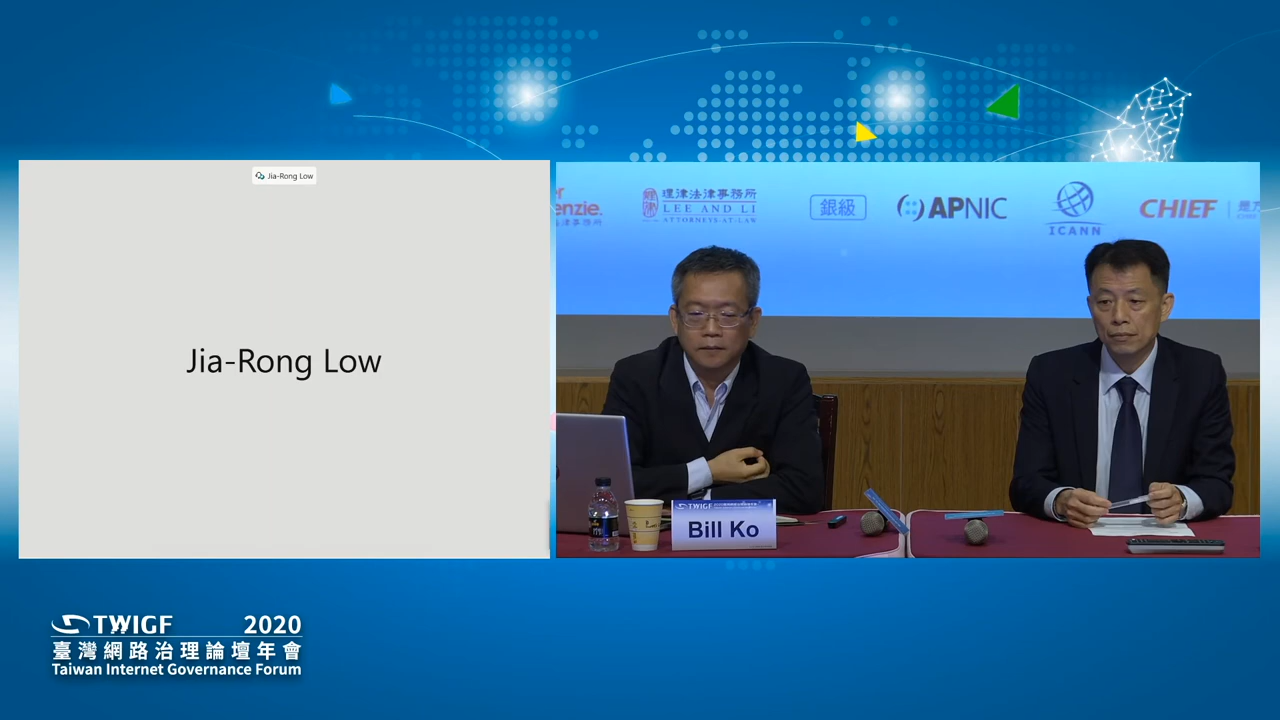 Jia-Rong Low
Jia-Rong Low
理律法律事務所
LEE AND LI
ATTORNEYS-AT-LAW
銀級
APNIC
ICANN
CHIEF
TWIGF
Bill Ko
TWIGF 2020
臺灣網路治理論壇年會
Taiwan Internet Governance Forum